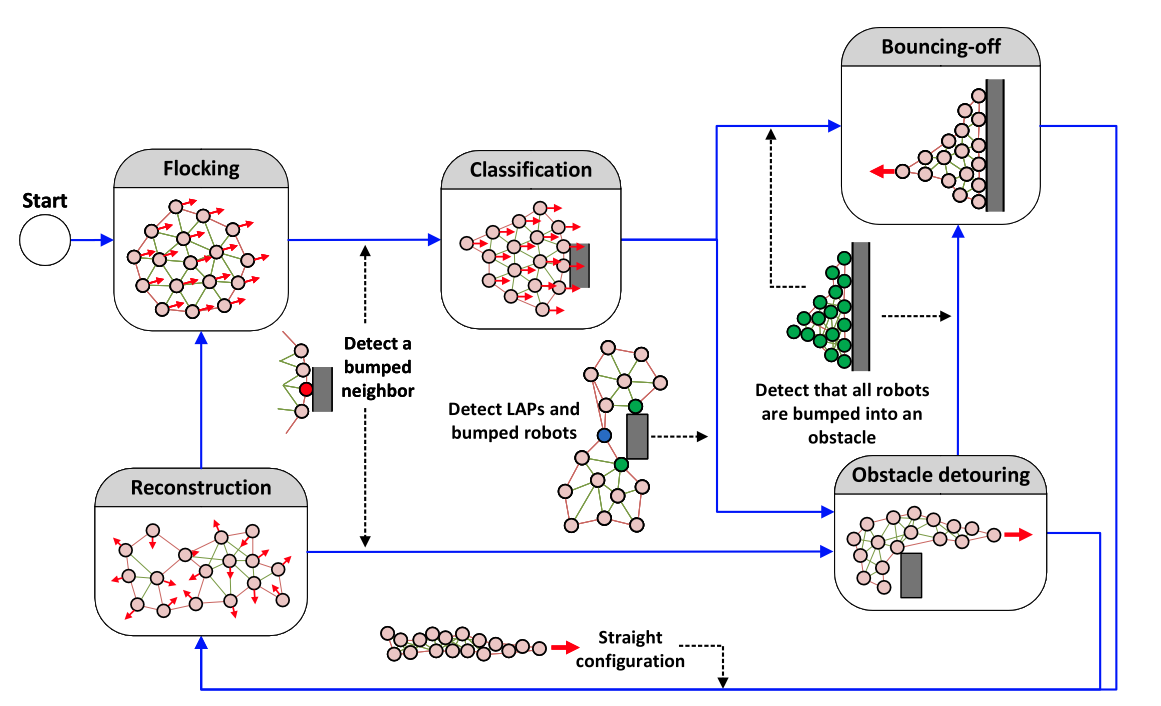 Bouncing-off
Flocking
Classification
Start
Detect a
bumped
neighbor
Detect LAPs and
bumped robots
Detect that all robots
are bumped into an
obstacle
Reconstruction
Obstacle detouring
Straight
configuration